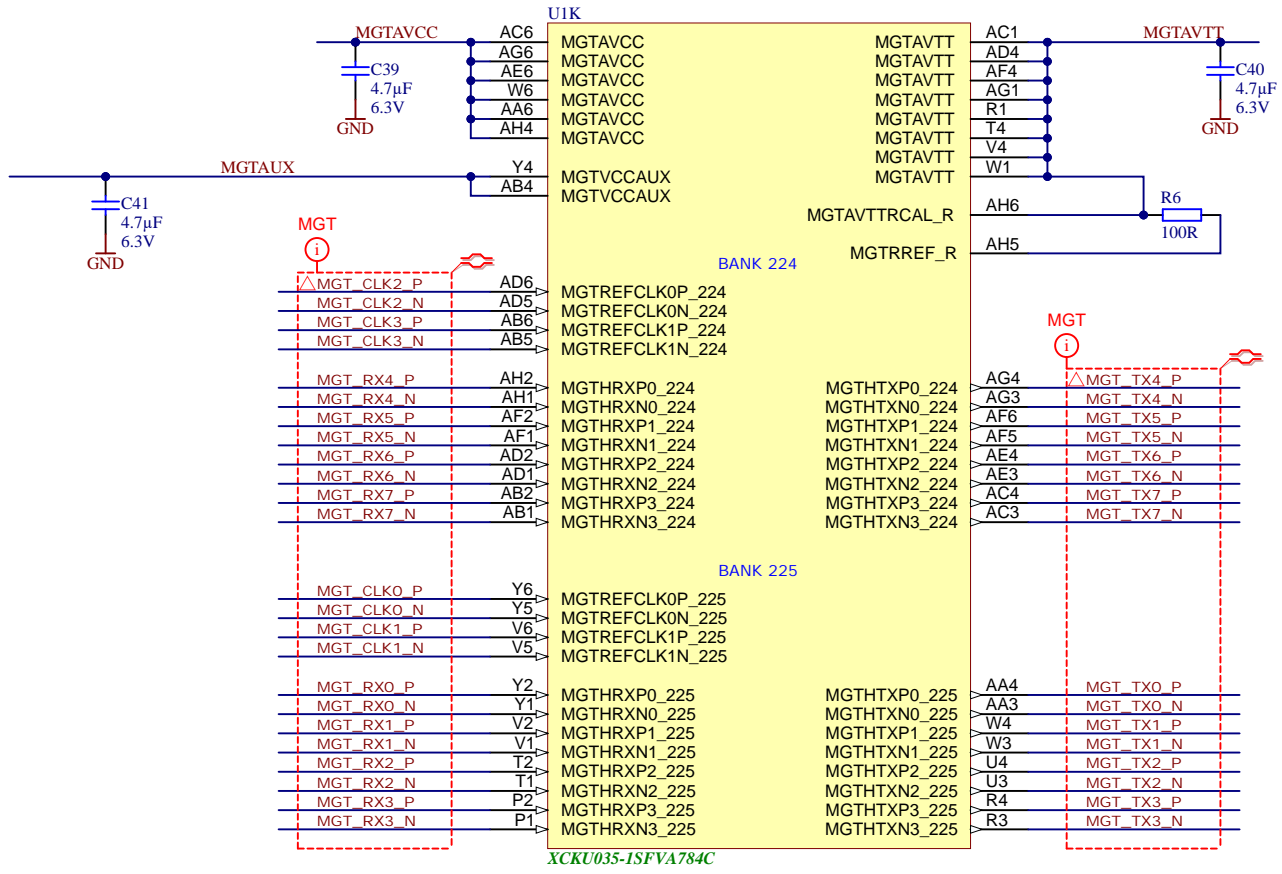 U1K
MGTAVCC AC6 MGTAVCC MGTAVTT AC1 MGTAVTT
AG6 MGTAVCC MGTAVTT AD4
C39 AE6 MGTAVCC MGTAVTT AF4 C40
4.7µF W6 MGTAVCC MGTAVTT AG1 4.7µF
6.3V AA6 MGTAVCC MGTAVTT R1 6.3V
GND AH4 MGTAVCC MGTAVTT T4 GND
MGTAVTT V4
MGTAUX Y4 MGTVCCAUX MGTAVTT W1
AB4 MGTVCCAUX
C41
4.7µF
6.3V
GND
MGTAVTTRCAL_R AH6 R6
100R
MGTRREF_R AH5
MGT
i
BANK 224
MGT_CLK2_P AD6 MGTREFCLK0P_224
MGT_CLK2_N AD5 MGTREFCLK0N_224
MGT_CLK3_P AB6 MGTREFCLK1P_224
MGT_CLK3_N AB5 MGTREFCLK1N_224
MGT
i
MGT_RX4_P AH2 MGTHRXP0_224 MGTHTXP0_224 AG4 MGT_TX4_P
MGT_RX4_N AH1 MGTHRXN0_224 MGTHTXN0_224 AG3 MGT_TX4_N
MGT_RX5_P AF2 MGTHRXP1_224 MGTHTXP1_224 AF6 MGT_TX5_P
MGT_RX5_N AF1 MGTHRXN1_224 MGTHTXN1_224 AF5 MGT_TX5_N
MGT_RX6_P AD2 MGTHRXP2_224 MGTHTXP2_224 AE4 MGT_TX6_P
MGT_RX6_N AD1 MGTHRXN2_224 MGTHTXN2_224 AE3 MGT_TX6_N
MGT_RX7_P AB2 MGTHRXP3_224 MGTHTXP3_224 AC4 MGT_TX7_P
MGT_RX7_N AB1 MGTHRXN3_224 MGTHTXN3_224 AC3 MGT_TX7_N
BANK 225
MGT_CLK0_P Y6 MGTREFCLK0P_225
MGT_CLK0_N Y5 MGTREFCLK0N_225
MGT_CLK1_P V6 MGTREFCLK1P_225
MGT_CLK1_N V5 MGTREFCLK1N_225
MGT_RX0_P Y2 MGTHRXP0_225 MGTHTXP0_225 AA4 MGT_TX0_P
MGT_RX0_N Y1 MGTHRXN0_225 MGTHTXN0_225 AA3 MGT_TX0_N
MGT_RX1_P V2 MGTHRXP1_225 MGTHTXP1_225 W4 MGT_TX1_P
MGT_RX1_N V1 MGTHRXN1_225 MGTHTXN1_225 W3 MGT_TX1_N
MGT_RX2_P T2 MGTHRXP2_225 MGTHTXP2_225 U4 MGT_TX2_P
MGT_RX2_N T1 MGTHRXN2_225 MGTHTXN2_225 U3 MGT_TX2_N
MGT_RX3_P P2 MGTHRXP3_225 MGTHTXP3_225 R4 MGT_TX3_P
MGT_RX3_N P1 MGTHRXN3_225 MGTHTXN3_225 R3 MGT_TX3_N
XCKU035-1SFVA784C